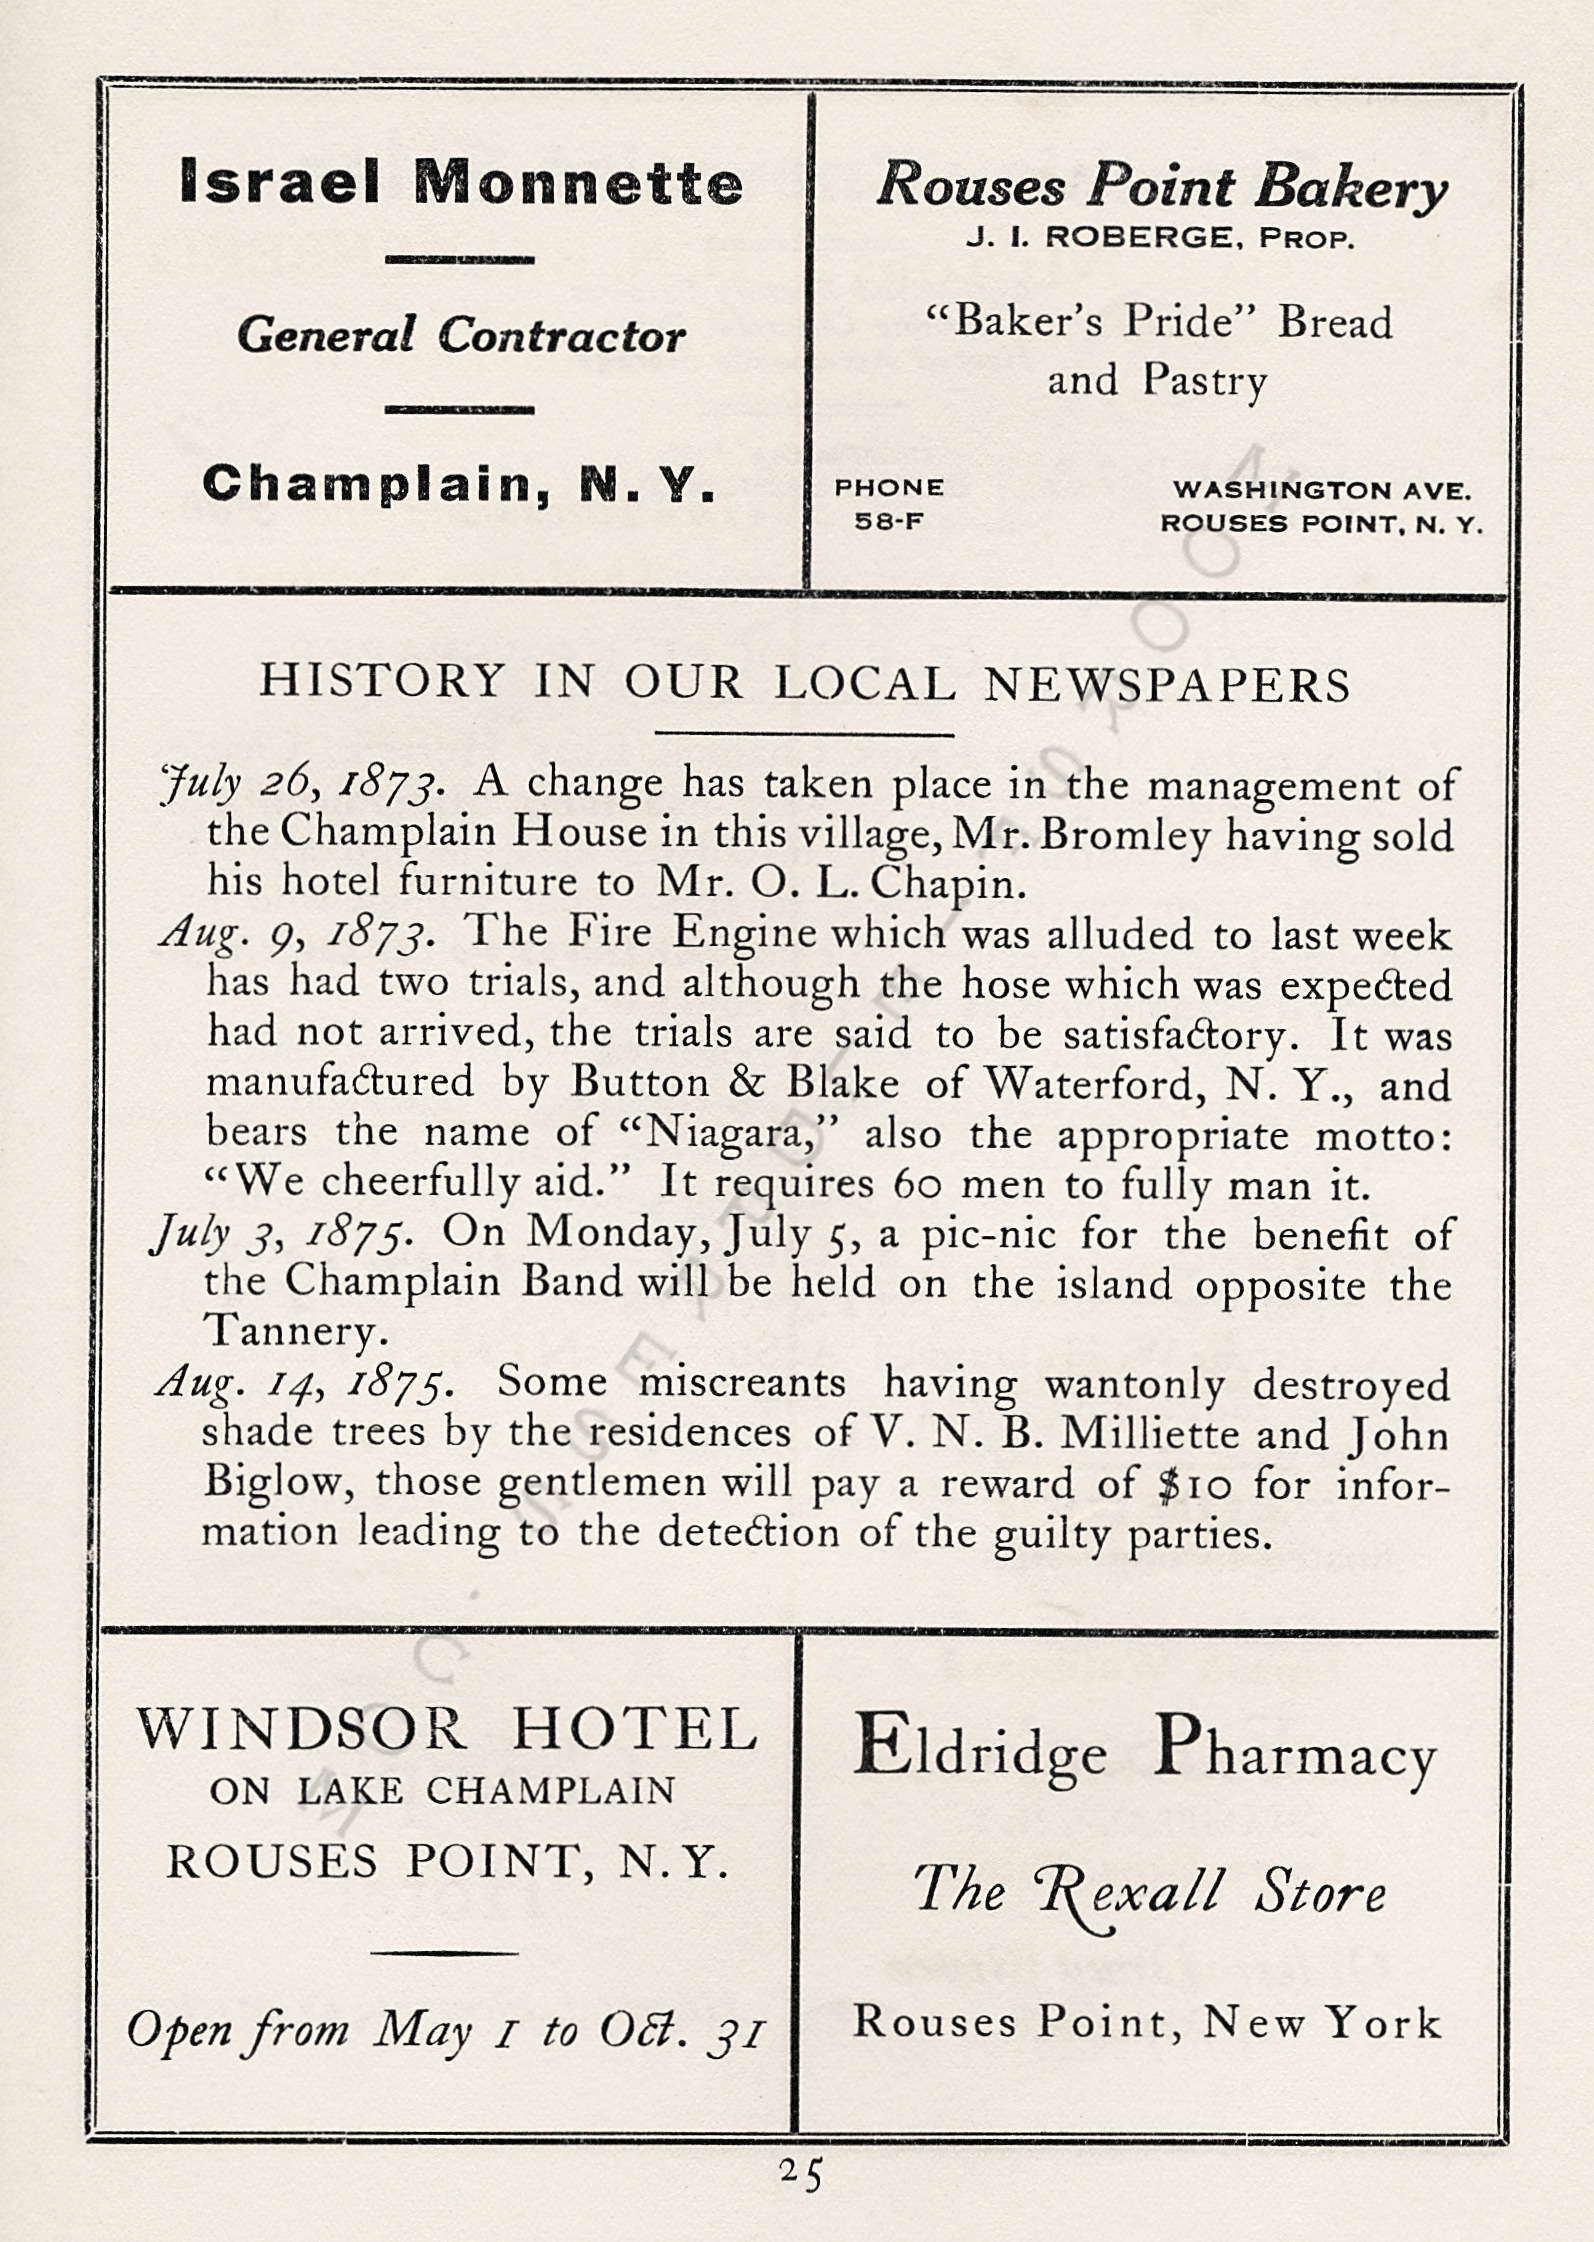 Israel Monnette
General Contractor
Champlain, N. Y.
Rouses Point Bakery
J. I. ROBERGE, PROP.
“Baker’s Pride” Bread
and Pastry
PHONE
58-F
WASHINGTON AVE.
ROUSES POINT, N. Y.
HISTORY IN OUR LOCAL NEWSPAPERS
July 26, 1873. A change has taken place in the management of
the Champlain House in this village, Mr. Bromley having sold
his hotel furniture to Mr. O. L. Chapin.
Aug. 9, 1873. The Fire Engine which was alluded to last week
has had two trials, and although the hose which was expected
had not arrived, the trials are said to be satisfactory. It was
manufactured by Button & Blake of Waterford, N. Y., and
bears the name of “Niagara,” also the appropriate motto:
“We cheerfully aid.” It requires 60 men to fully man it.
July 3, 1875. On Monday, July 5, a pic-nic for the benefit of
the Champlain Band will be held on the island opposite the
Tannery.
Aug. 14, 1875. Some miscreants having wantonly destroyed
shade trees by the residences of V. N. B. Milliette and John
Biglow, those gentlemen will pay a reward of $10 for infor-
mation leading to the detection of the guilty parties.
WINDSOR HOTEL
ON LAKE CHAMPLAIN
ROUSES POINT, N. Y.
Open from May 1 to Oct. 31
Eldridge Pharmacy
The Rexall Store
Rouses Point, New York
25